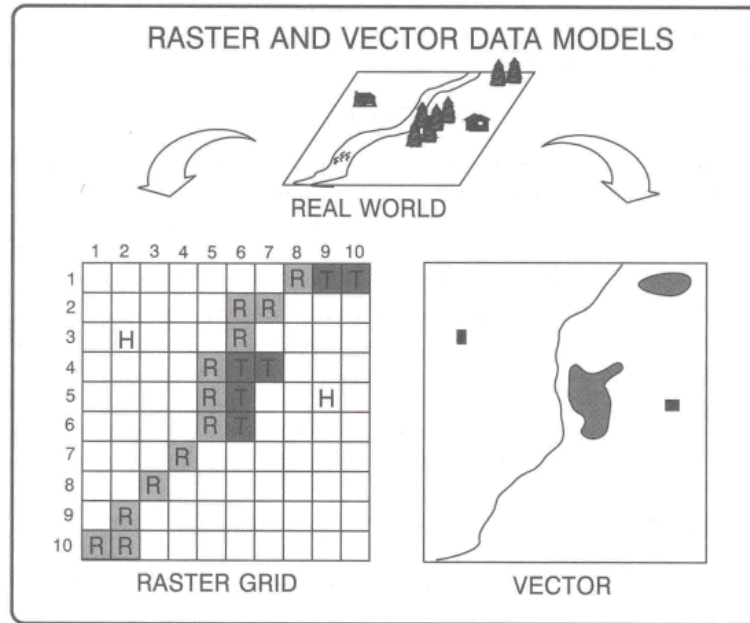 RASTER AND VECTOR DATA MODELS
REAL WORLD
1 2 3 4 5 6 7 8 9 10
1 R T T
2 R R
3 H R
4 R T T
5 R T H
6 R T
7 R
8 R
9 R
10 R R
RASTER GRID
VECTOR